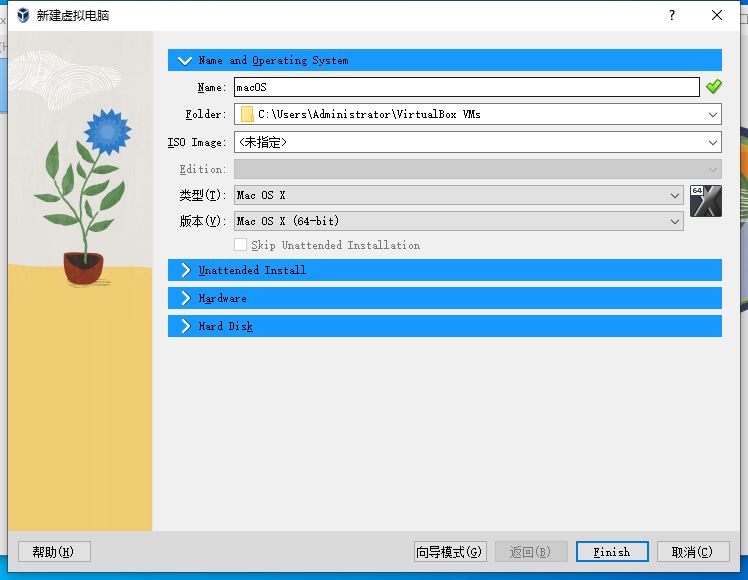 新建虚拟电脑
?
Name and Operating System
Name: macOS
Folder: C:\Users\Administrator\VirtualBox VMs
ISO Image: <未指定>
Edition:
类型(T): Mac OS X
64
版本(V): Mac OS X (64-bit)
Skip Unattended Installation
Unattended Install
Hardware
Hard Disk
帮助(H)
向导模式(G)
返回(B)
Finish
取消(C)